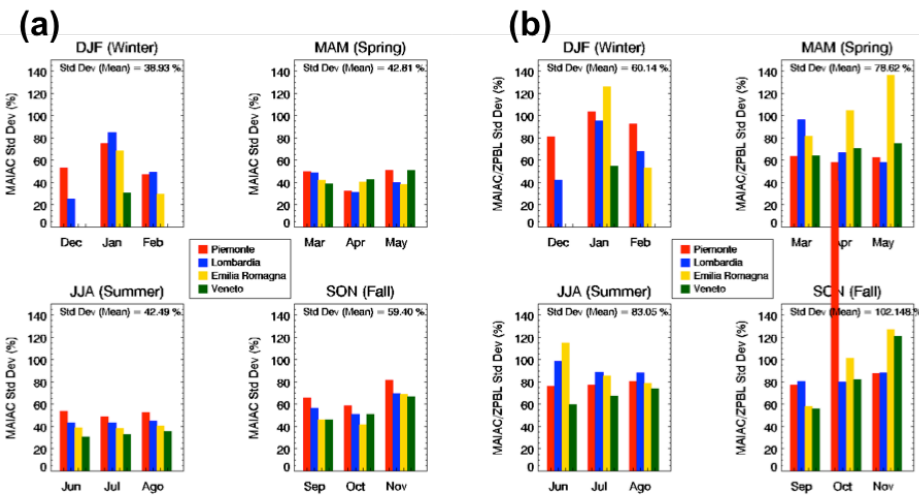 (a)
DJF (Winter)
Std Dev (Mean) = 38.93 %
MAIAC Std Dev (%)
140
120
100
80
60
40
20
0
Dec Jan Feb
MAM (Spring)
Std Dev (Mean) = 42.81 %
MAIAC Std Dev (%)
140
120
100
80
60
40
20
0
Mar Apr May
Piemonte
Lombardia
Emilia Romagna
Veneto
JJA (Summer)
Std Dev (Mean) = 42.49 %
MAIAC Std Dev (%)
140
120
100
80
60
40
20
0
Jun Jul Ago
SON (Fall)
Std Dev (Mean) = 59.40 %
MAIAC Std Dev (%)
140
120
100
80
60
40
20
0
Sep Oct Nov
(b)
DJF (Winter)
Std Dev (Mean) = 60.14 %
MAIAC/ZPBL Std Dev (%)
140
120
100
80
60
40
20
0
Dec Jan Feb
MAM (Spring)
Std Dev (Mean) = 78.62 %
MAIAC/ZPBL Std Dev (%)
140
120
100
80
60
40
20
0
Mar Apr May
Piemonte
Lombardia
Emilia Romagna
Veneto
JJA (Summer)
Std Dev (Mean) = 83.05 %
MAIAC/ZPBL Std Dev (%)
140
120
100
80
60
40
20
0
Jun Jul Ago
SON (Fall)
Std Dev (Mean) = 102.148 %
MAIAC/ZPBL Std Dev (%)
140
120
100
80
60
40
20
0
Sep Oct Nov